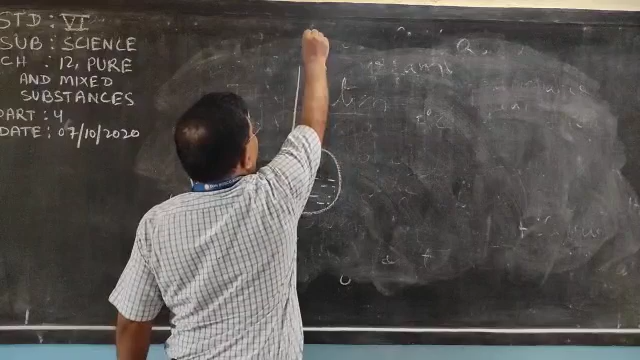 STD : VI
SUB : SCIENCE
CH : 12, PURE
AND MIXED
SUBSTANCES
PART : 4
DATE : 07/10/2020